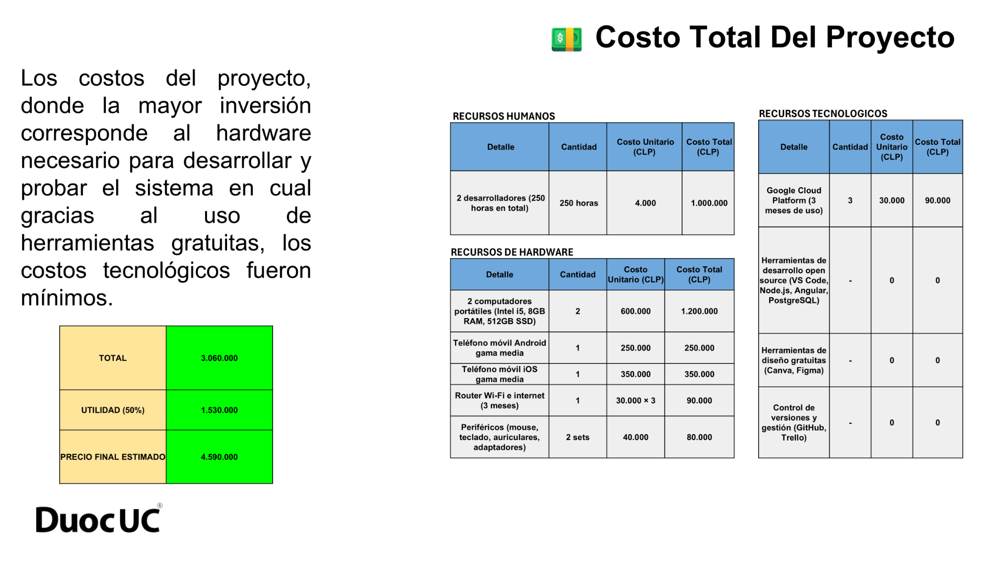 Costo Total Del Proyecto
Los costos del proyecto,
donde la mayor inversión
corresponde al hardware
necesario para desarrollar y
probar el sistema en cual
gracias al uso de
herramientas gratuitas, los
costos tecnológicos fueron
mínimos.
TOTAL 3.060.000
UTILIDAD (50%) 1.530.000
PRECIO FINAL ESTIMADO 4.590.000
RECURSOS HUMANOS
Detalle Cantidad Costo Unitario (CLP) Costo Total (CLP)
2 desarrolladores (250
horas en total) 250 horas 4.000 1.000.000
RECURSOS DE HARDWARE
Detalle Cantidad Costo Unitario (CLP) Costo Total (CLP)
2 computadores
portátiles (Intel i5, 8GB
RAM, 512GB SSD) 2 600.000 1.200.000
Teléfono móvil Android
gama media 1 250.000 250.000
Teléfono móvil iOS
gama media 1 350.000 350.000
Router Wi-Fi e internet
(3 meses) 1 30.000 × 3 90.000
Periféricos (mouse,
teclado, auriculares,
adaptadores) 2 sets 40.000 80.000
RECURSOS TECNOLOGICOS
Detalle Cantidad Costo Unitario (CLP) Costo Total (CLP)
Google Cloud
Platform (3
meses de uso) 3 30.000 90.000
Herramientas de
desarrollo open
source (VS Code,
Node.js, Angular,
PostgreSQL) - 0 0
Herramientas de
diseño gratuitas
(Canva, Figma) - 0 0
Control de
versiones y
gestión (GitHub,
Trello) - 0 0
Duoc UC®